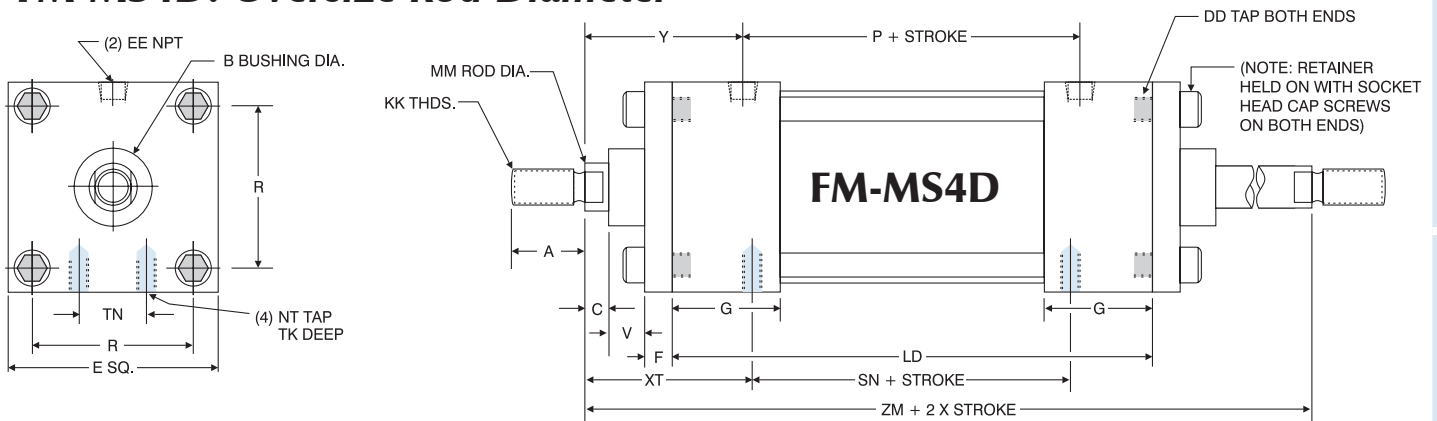 FM-MS4D: Oversize Rod Diameter
(2) EE NPT
B BUSHING DIA.
R
TN
R
E SQ.
(4) NT TAP
TK DEEP
Y
P + STROKE
DD TAP BOTH ENDS
MM ROD DIA.
KK THDS.
(NOTE: RETAINER
HELD ON WITH SOCKET
HEAD CAP SCREWS
ON BOTH ENDS)
FM-MS4D
A
C
G
G
V
F
LD
XT
SN + STROKE
ZM + 2 X STROKE